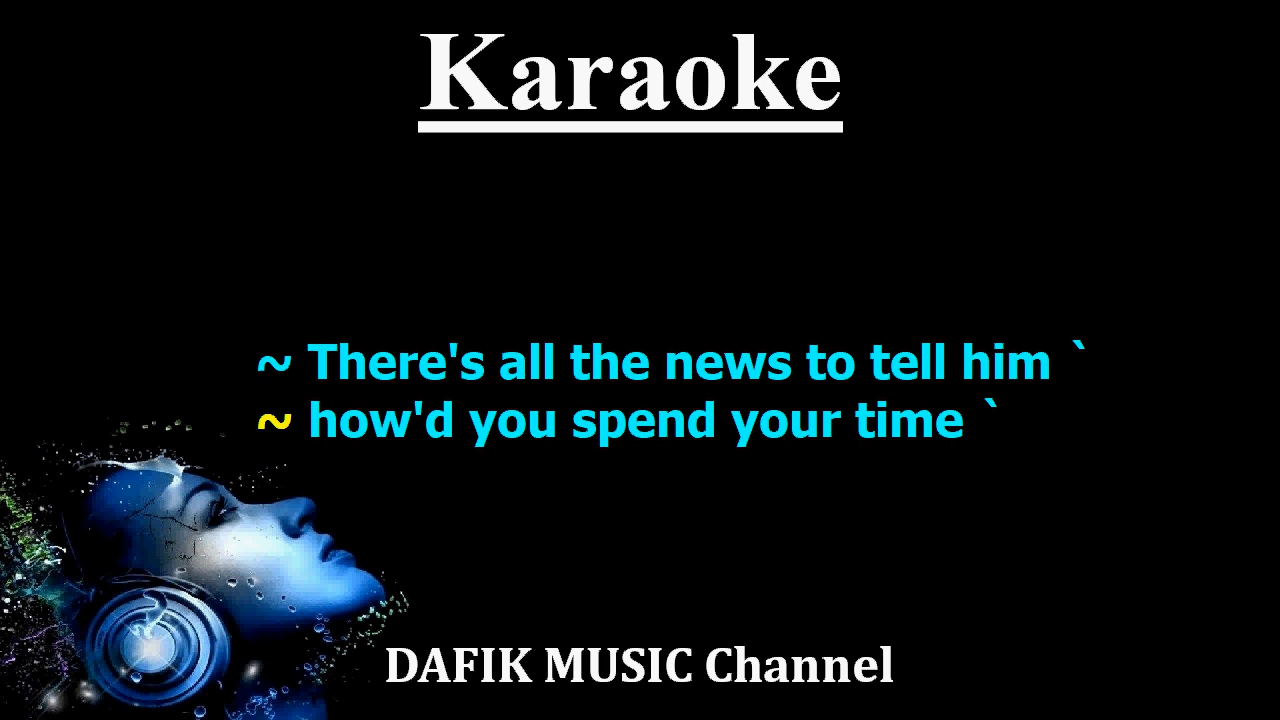 Karaoke
~ There's all the news to tell him `
~ how'd you spend your time `
DAFIK MUSIC Channel